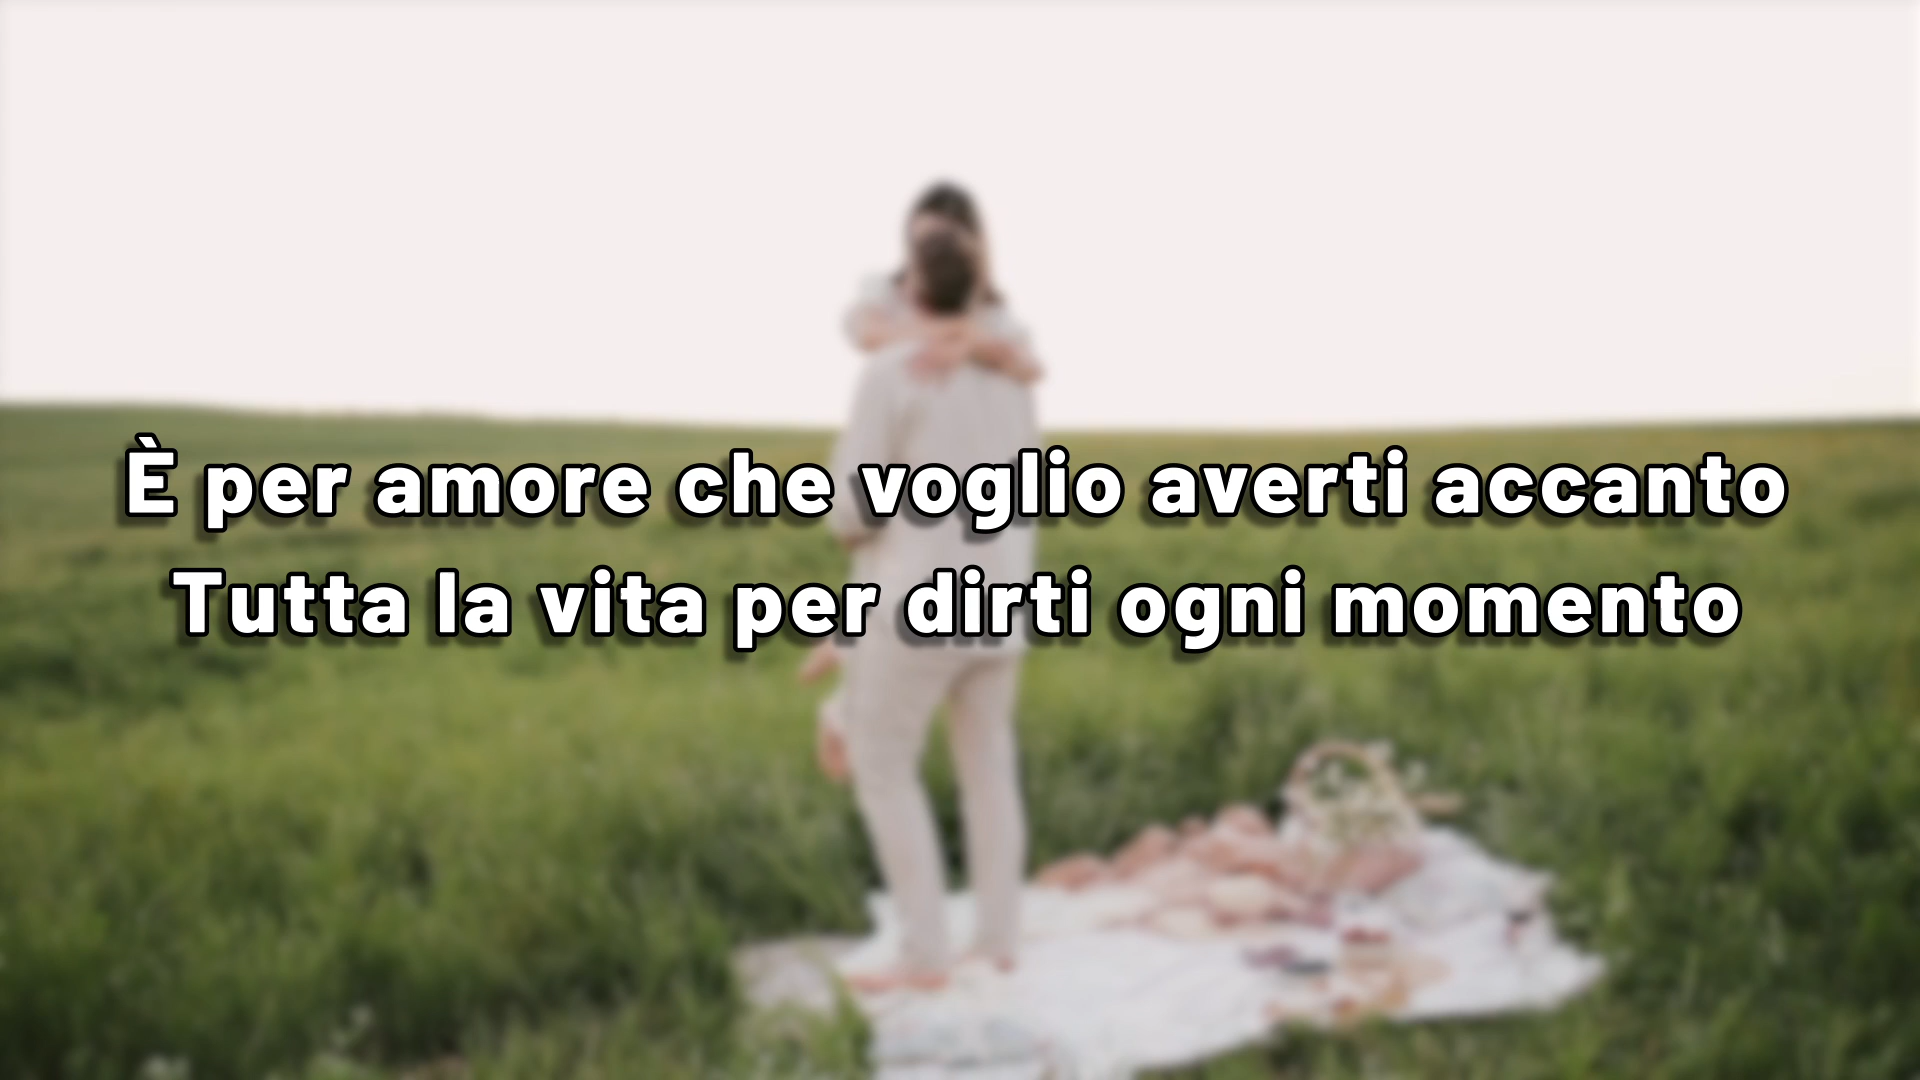 È per amore che voglio averti accanto
Tutta la vita per dirti ogni momento